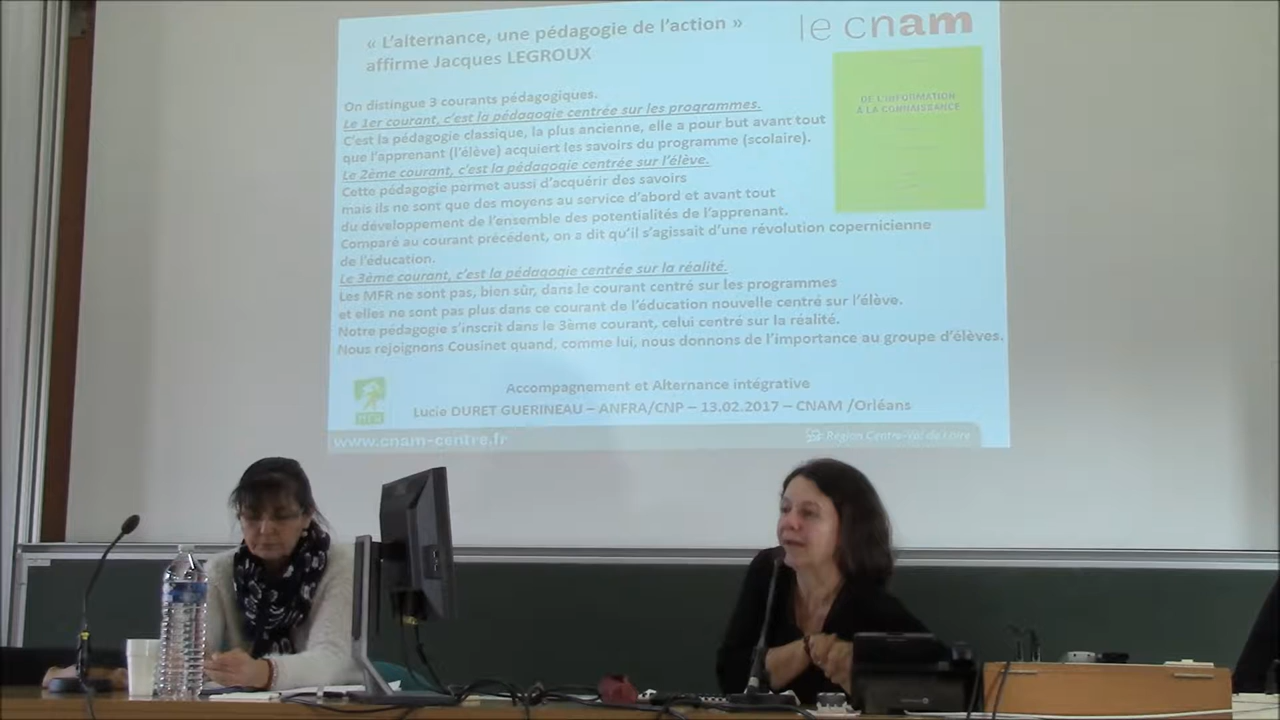 « L'alternance, une pédagogie de l'action »
affirme Jacques LEGROUX
le cnam
DE L'INFORMATION
A LA CONNAISSANCE
On distingue 3 courants pédagogiques.
Le 1er courant, c'est la pédagogie centrée sur les programmes.
C'est la pédagogie classique, la plus ancienne, elle a pour but avant tout
que l'apprenant (l'élève) acquiert les savoirs du programme (scolaire).
Le 2ème courant, c'est la pédagogie centrée sur l'élève.
Cette pédagogie permet aussi d'acquérir des savoirs
mais ils ne sont que des moyens au service d'abord et avant tout
du développement de l'ensemble des potentialités de l'apprenant.
Comparé au courant précédent, on a dit qu'il s'agissait d'une révolution copernicienne
de l'éducation.
Le 3ème courant, c'est la pédagogie centrée sur la réalité.
Les MFR ne sont pas, bien sûr, dans le courant centré sur les programmes
et elles ne sont pas plus dans ce courant de l'éducation nouvelle centré sur l'élève.
Notre pédagogie s'inscrit dans le 3ème courant, celui centré sur la réalité.
Nous rejoignons Cousinet quand, comme lui, nous donnons de l'importance au groupe d'élèves.
Accompagnement et Alternance intégrative
Lucie DURET GUERINEAU – ANFRA/CNP – 13.02.2017 – CNAM /Orléans
MFR
www.cnam-centre.fr
Région Centre-Val de Loire